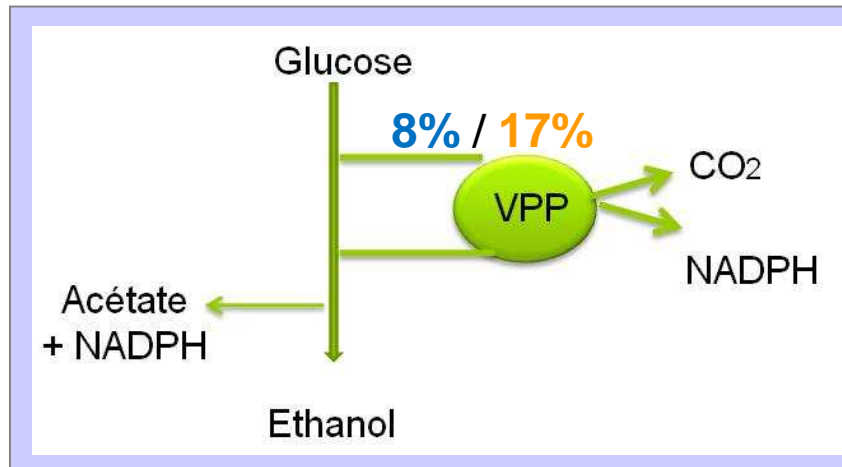 Glucose
8% / 17%
CO2
VPP
NADPH
Acétate
+ NADPH
Ethanol